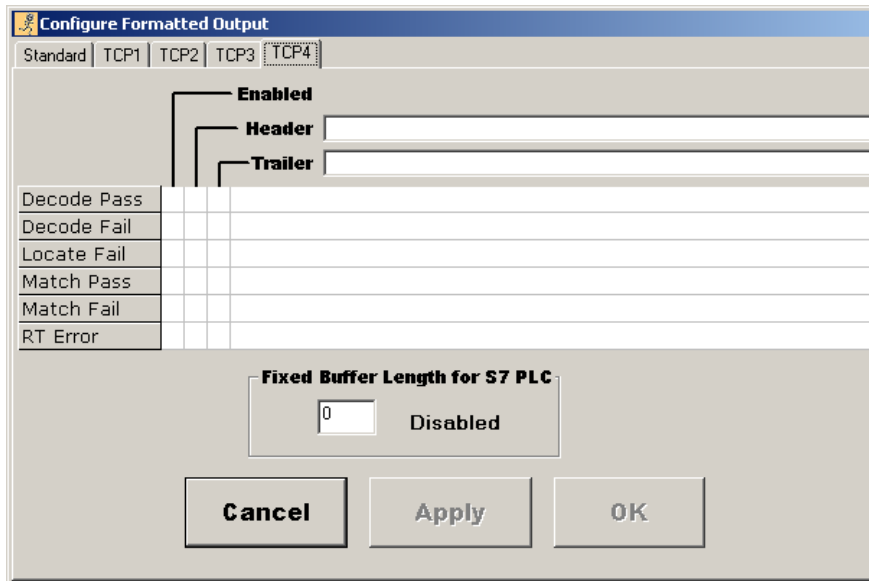 Configure Formatted Output
Standard TCP1 TCP2 TCP3 TCP4
Enabled
Header
Trailer
Decode Pass
Decode Fail
Locate Fail
Match Pass
Match Fail
RT Error
Fixed Buffer Length for S7 PLC
0 Disabled
Cancel Apply OK